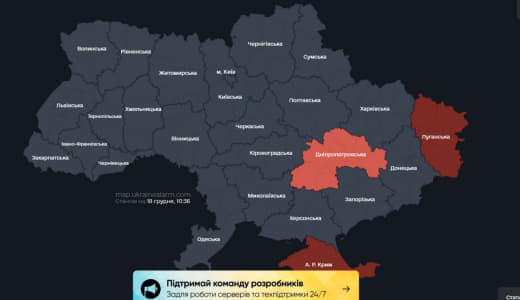 Чернігівська
Волинська
Рівненська
Сумська
Житомирська
м. Київ
Київська
Львівська
Тернопільська
Хмельницька
Полтавська
Харківська
Луганська
Черкаська
Вінницька
Івано-Франківська
Закарпатська
Чернівецька
Кіровоградська
Дніпропетровська
Донецька
Миколаївська
Запорізька
Херсонська
Одеська
map.ukrainealarm.com
Станом на 18 грудня, 10:36
А. Р. Крим
Підтримай команду розробників
Задля роботи серверів та техпідтримки 24/7